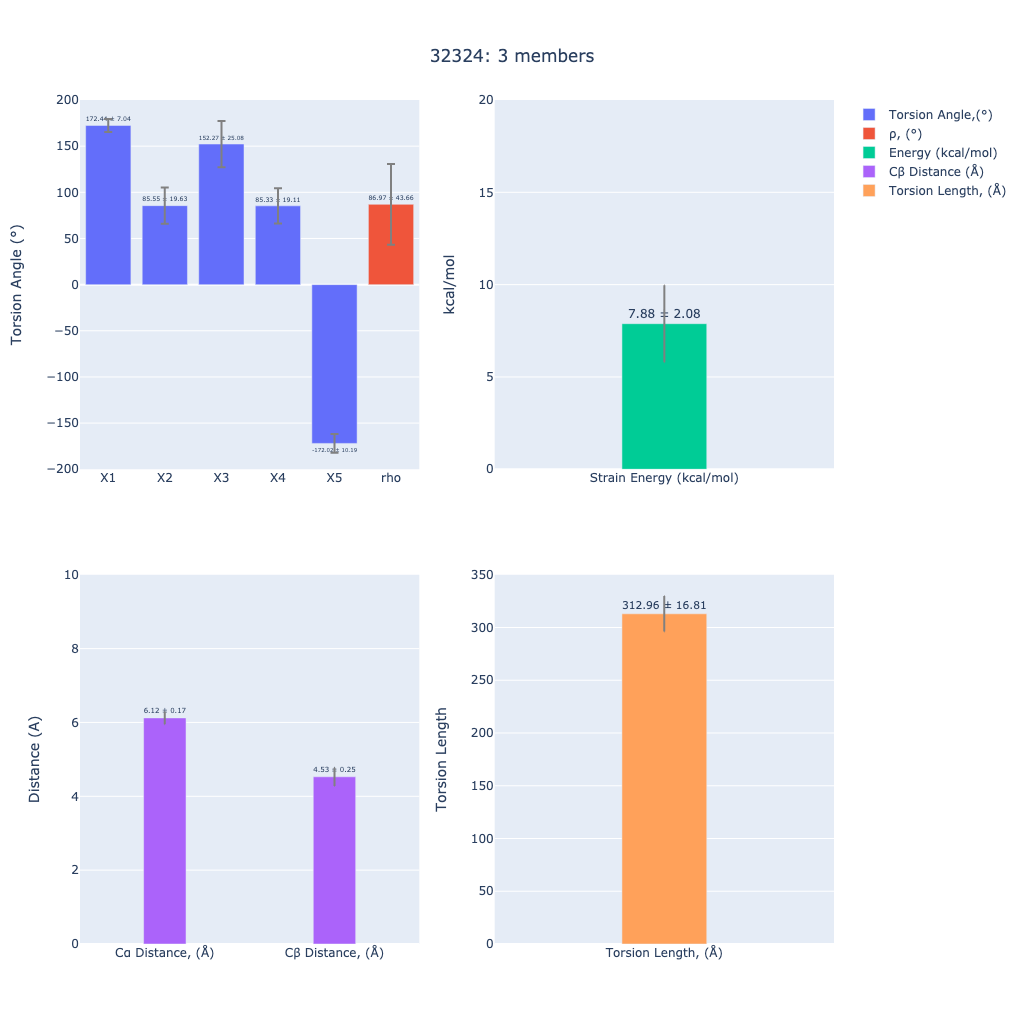 32324: 3 members
Torsion Angle (°)
200
150
100
50
0
−50
−100
−150
−200
172.44 ± 7.04
85.55 ± 19.63
152.27 ± 25.08
85.33 ± 19.11
± 10.19
86.97 ± 43.66
X1 X2 X3 X4 X5 rho
kcal/mol
20
15
10
5
0
7.88 ± 2.08
Strain Energy (kcal/mol)
Torsion Angle,(°)
ρ, (°)
Energy (kcal/mol)
Cβ Distance (Å)
Torsion Length, (Å)
Distance (A)
10
8
6
4
2
0
6.12 ± 0.17
4.53 ± 0.25
Cα Distance, (Å) Cβ Distance, (Å)
Torsion Length
350
300
250
200
150
100
50
0
312.96 ± 16.81
Torsion Length, (Å)